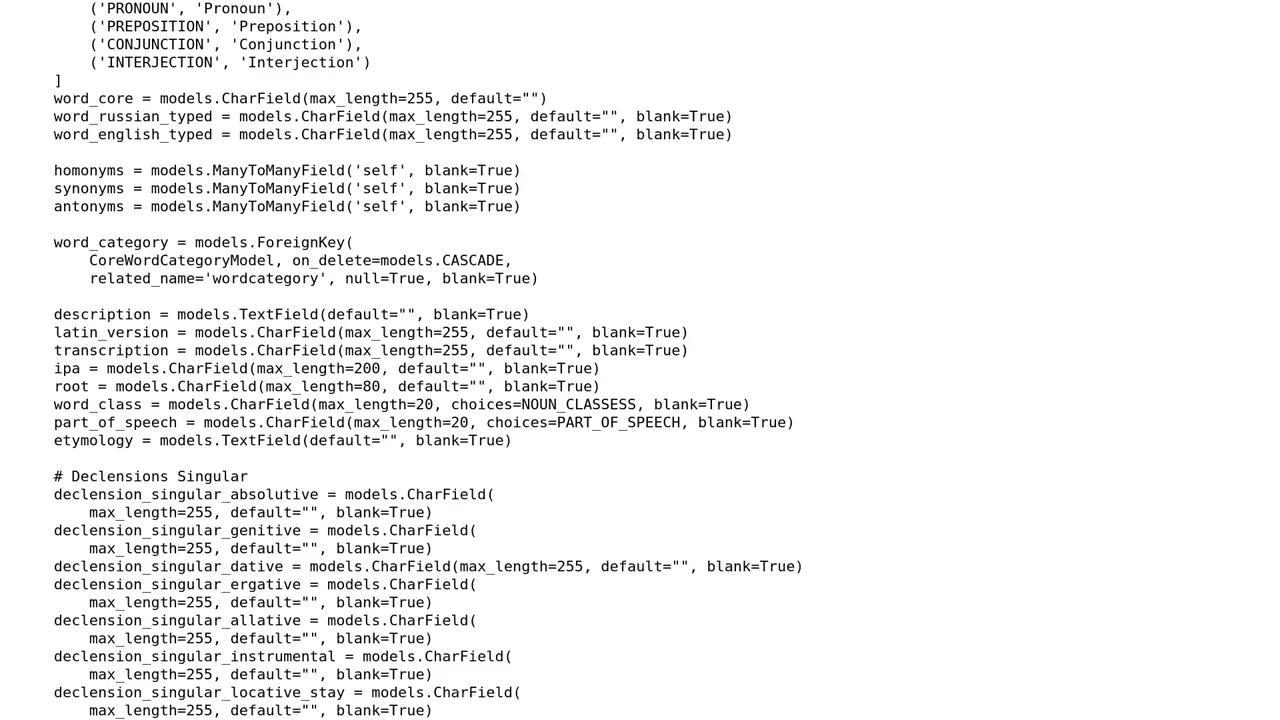 ('PRONOUN', 'Pronoun'),
('PREPOSITION', 'Preposition'),
('CONJUNCTION', 'Conjunction'),
('INTERJECTION', 'Interjection')
]
word_core = models.CharField(max_length=255, default="")
word_russian_typed = models.CharField(max_length=255, default="", blank=True)
word_english_typed = models.CharField(max_length=255, default="", blank=True)
homonyms = models.ManyToManyField('self', blank=True)
synonyms = models.ManyToManyField('self', blank=True)
antonyms = models.ManyToManyField('self', blank=True)
word_category = models.ForeignKey(
CoreWordCategoryModel, on_delete=models.CASCADE,
related_name='wordcategory', null=True, blank=True)
description = models.TextField(default="", blank=True)
latin_version = models.CharField(max_length=255, default="", blank=True)
transcription = models.CharField(max_length=255, default="", blank=True)
ipa = models.CharField(max_length=200, default="", blank=True)
root = models.CharField(max_length=80, default="", blank=True)
word_class = models.CharField(max_length=20, choices=NOUN_CLASSESS, blank=True)
part_of_speech = models.CharField(max_length=20, choices=PART_OF_SPEECH, blank=True)
etymology = models.TextField(default="", blank=True)
# Declensions Singular
declension_singular_absolutive = models.CharField(
max_length=255, default="", blank=True)
declension_singular_genitive = models.CharField(
max_length=255, default="", blank=True)
declension_singular_dative = models.CharField(max_length=255, default="", blank=True)
declension_singular_ergative = models.CharField(
max_length=255, default="", blank=True)
declension_singular_allative = models.CharField(
max_length=255, default="", blank=True)
declension_singular_instrumental = models.CharField(
max_length=255, default="", blank=True)
declension_singular_locative_stay = models.CharField(
max_length=255, default="", blank=True)